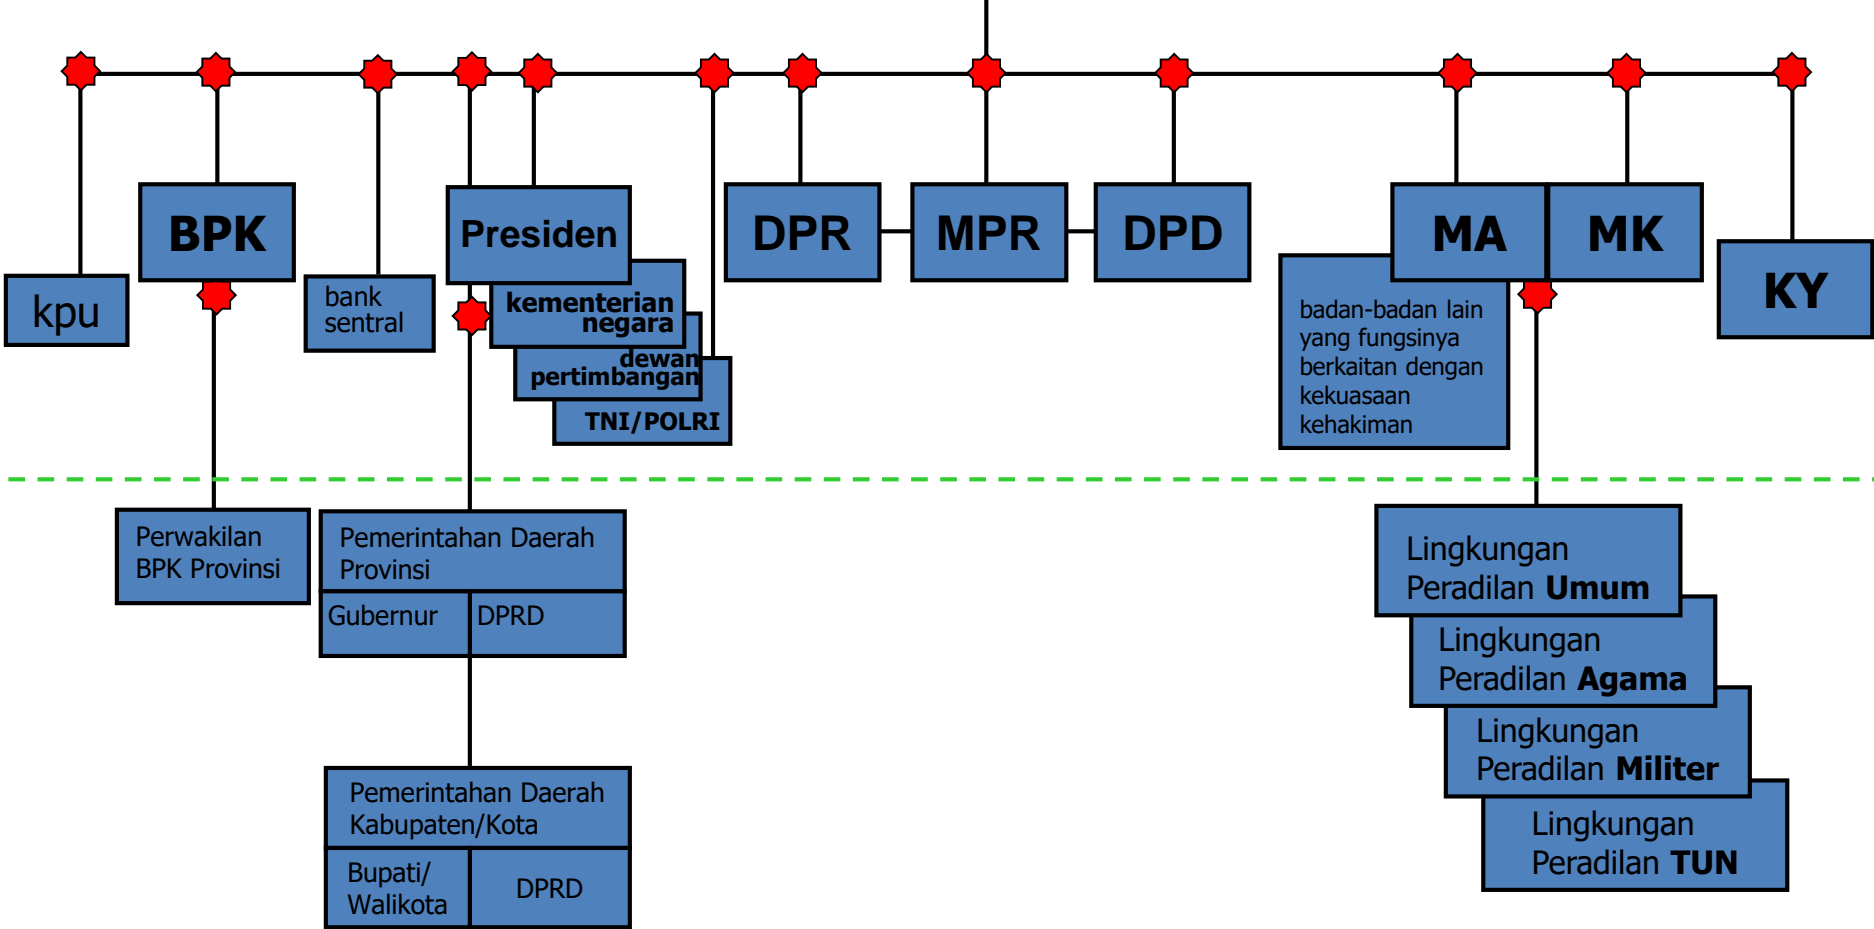 BPK
Presiden
DPR
MPR
DPD
MA
MK
KY
kpu
bank
sentral
kementerian
negara
dewan
pertimbangan
TNI/POLRI
badan-badan lain
yang fungsinya
berkaitan dengan
kekuasaan
kehakiman
Perwakilan
BPK Provinsi
Pemerintahan Daerah
Provinsi
Gubernur
DPRD
Pemerintahan Daerah
Kabupaten/Kota
Bupati/
Walikota
DPRD
Lingkungan
Peradilan Umum
Lingkungan
Peradilan Agama
Lingkungan
Peradilan Militer
Lingkungan
Peradilan TUN